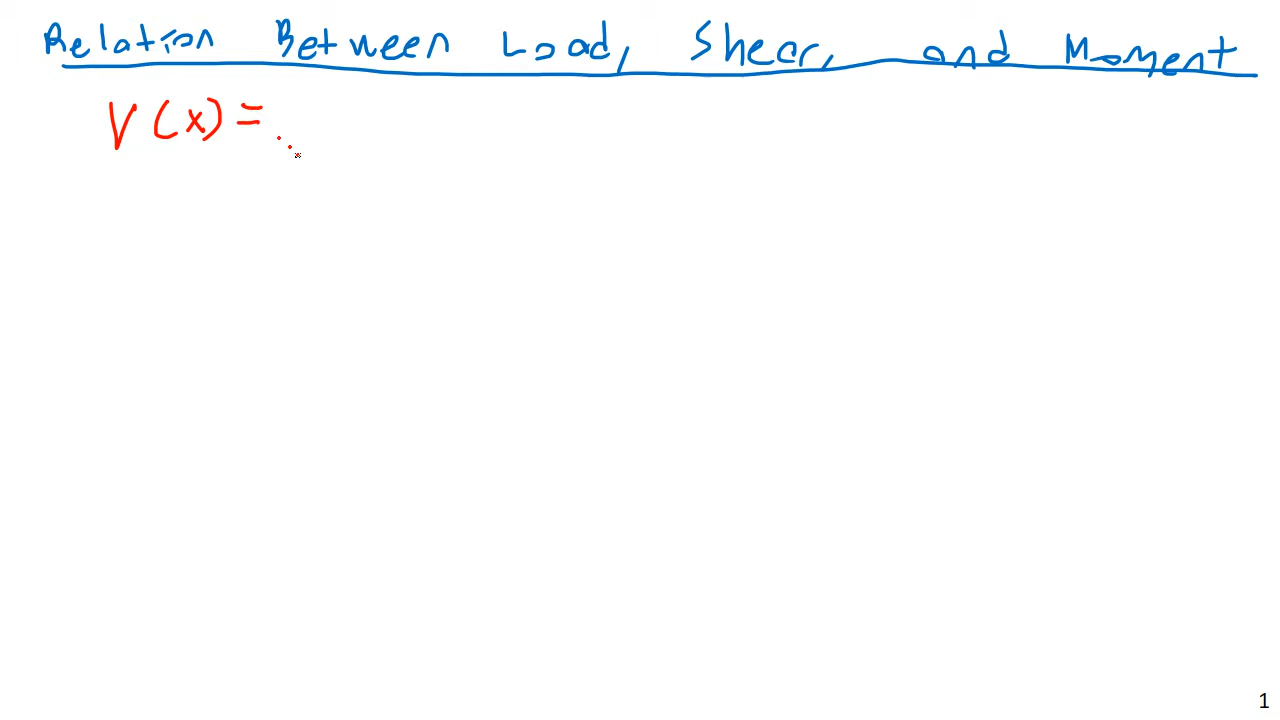 Relation Between Load, Shear, and Moment
V(x) =
1